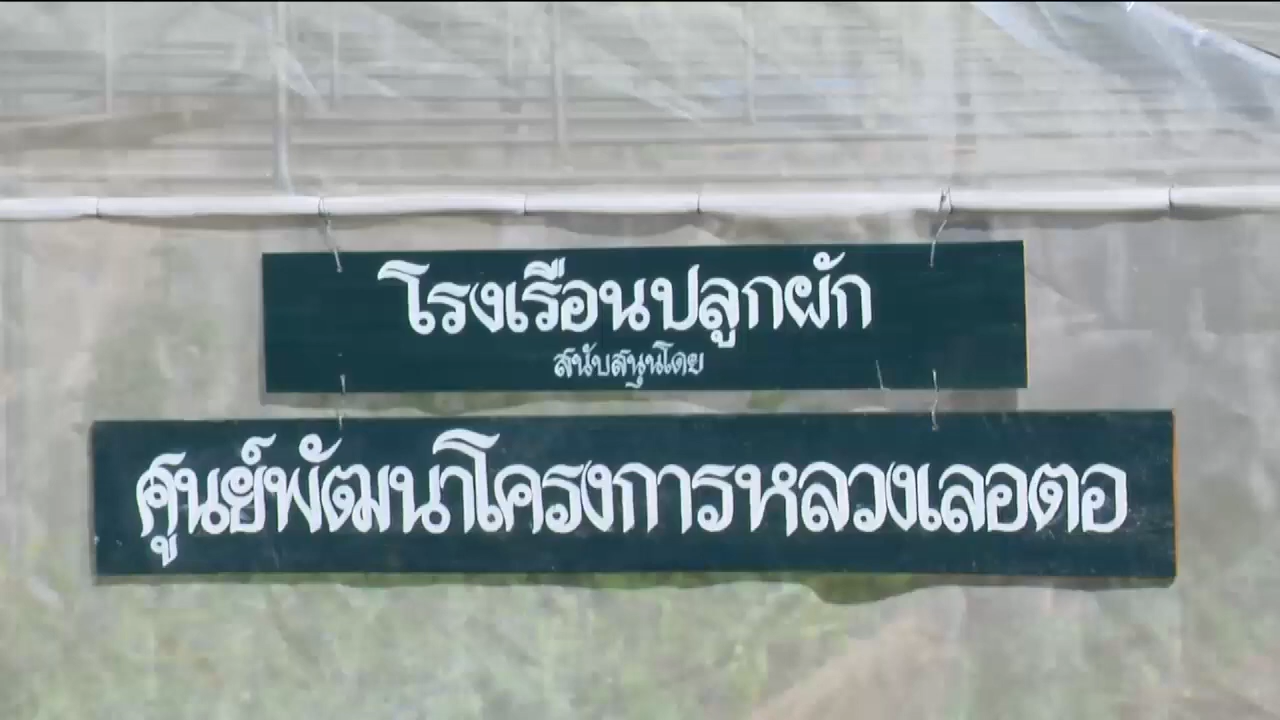 โรงเรือนปลูกผัก
สนับสนุนโดย
ศูนย์พัฒนาโครงการหลวงเลอตอ